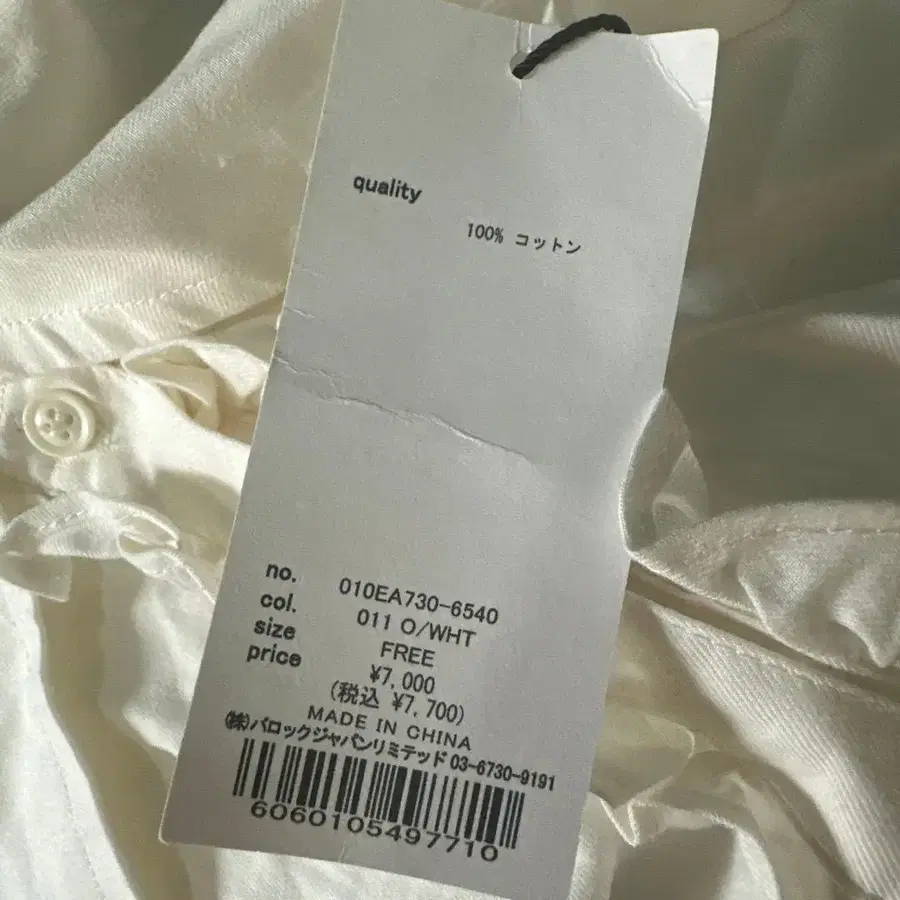 quality
100% コットン
no. 010EA730-6540
col. 011 O/WHT
size FREE
price ¥7,000
(税込 ¥7,700)
MADE IN CHINA
㈱バロックジャパンリミテッド 03-6730-9191
6060105497710